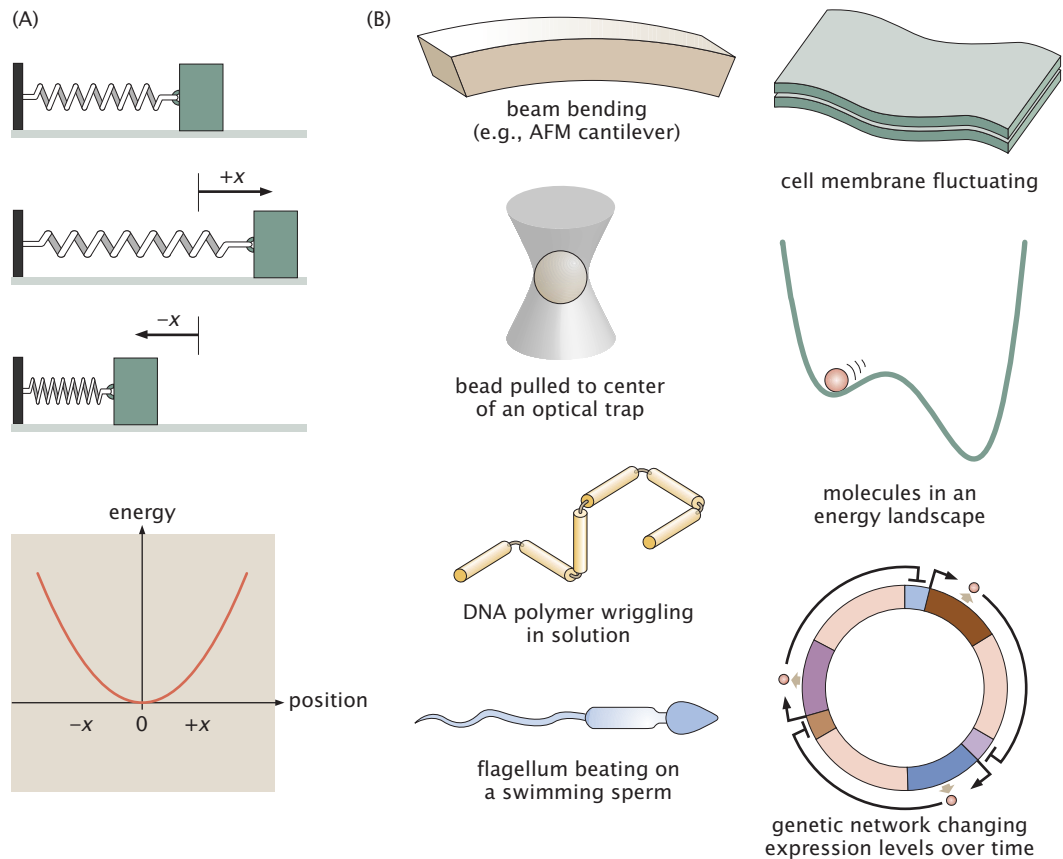 (A)
+x
−x
energy
position
−x
0
+x
(B)
beam bending
(e.g., AFM cantilever)
cell membrane fluctuating
bead pulled to center
of an optical trap
molecules in an
energy landscape
DNA polymer wriggling
in solution
flagellum beating on
a swimming sperm
genetic network changing
expression levels over time